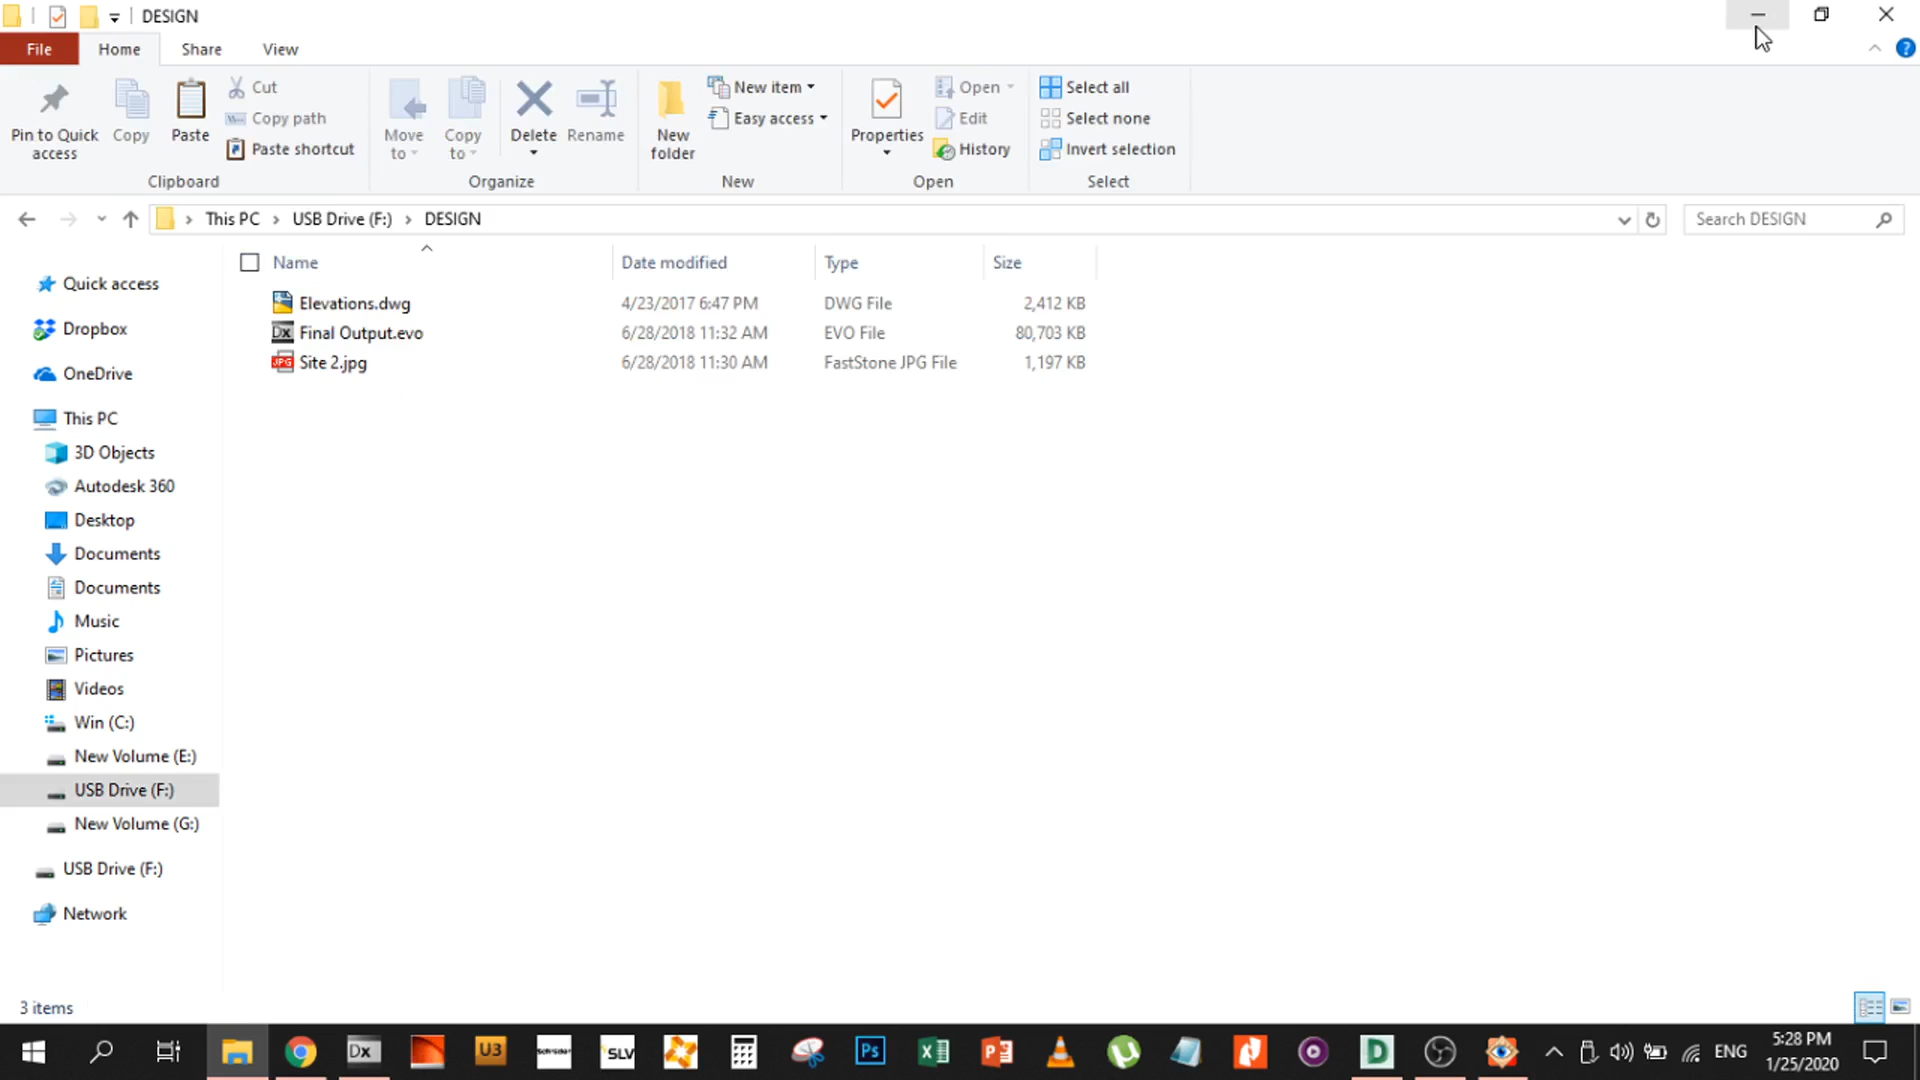 DESIGN
File Home Share View
Pin to Quick access
Copy
Paste
Cut
Copy path
Paste shortcut
Clipboard
Move to
Copy to
Delete
Rename
Organize
New folder
New item
Easy access
New
Properties
Open
Edit
History
Open
Select all
Select none
Invert selection
Select
This PC > USB Drive (F:) > DESIGN
Search DESIGN
Name Date modified Type Size
Elevations.dwg 4/23/2017 6:47 PM DWG File 2,412 KB
Final Output.evo 6/28/2018 11:32 AM EVO File 80,703 KB
Site 2.jpg 6/28/2018 11:30 AM FastStone JPG File 1,197 KB
Quick access
Dropbox
OneDrive
This PC
3D Objects
Autodesk 360
Desktop
Documents
Documents
Music
Pictures
Videos
Win (C:)
New Volume (E:)
USB Drive (F:)
New Volume (G:)
USB Drive (F:)
Network
3 items
Dx U3 SLV Ps D ENG
5:28 PM
1/25/2020